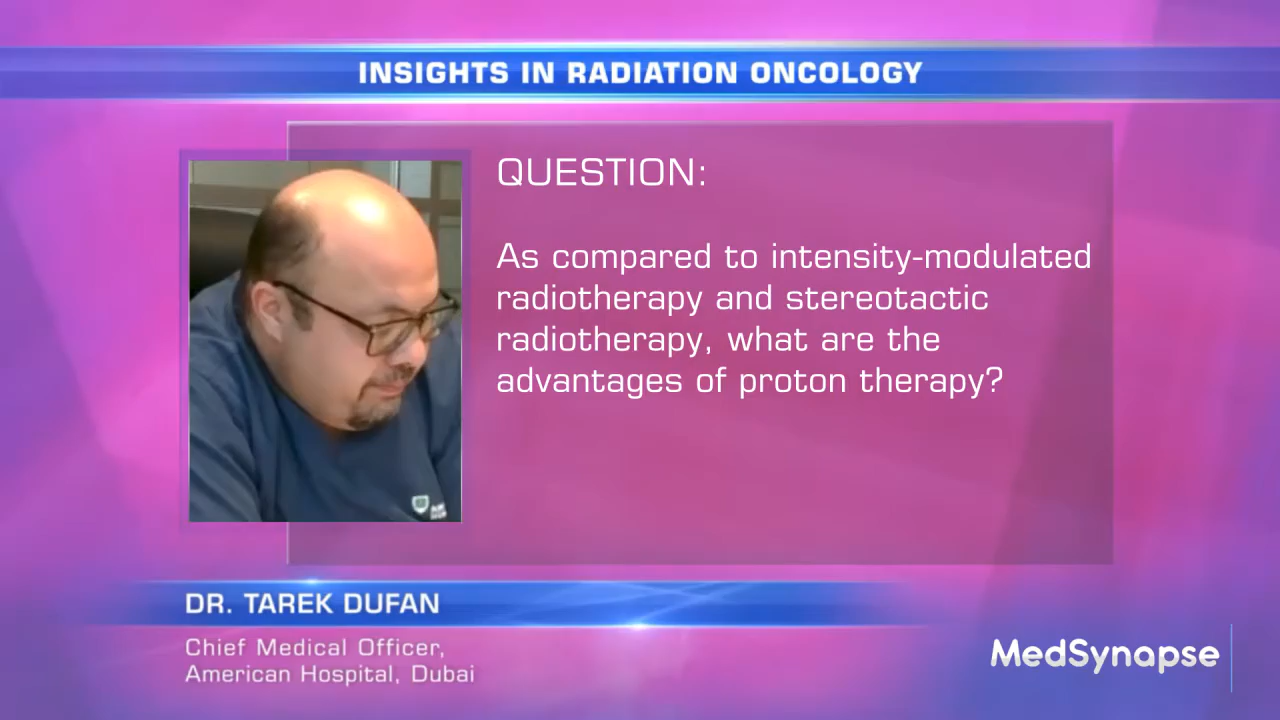 INSIGHTS IN RADIATION ONCOLOGY
QUESTION:
As compared to intensity-modulated
radiotherapy and stereotactic
radiotherapy, what are the
advantages of proton therapy?
DR. TAREK DUFAN
Chief Medical Officer,
American Hospital, Dubai
MedSynapse